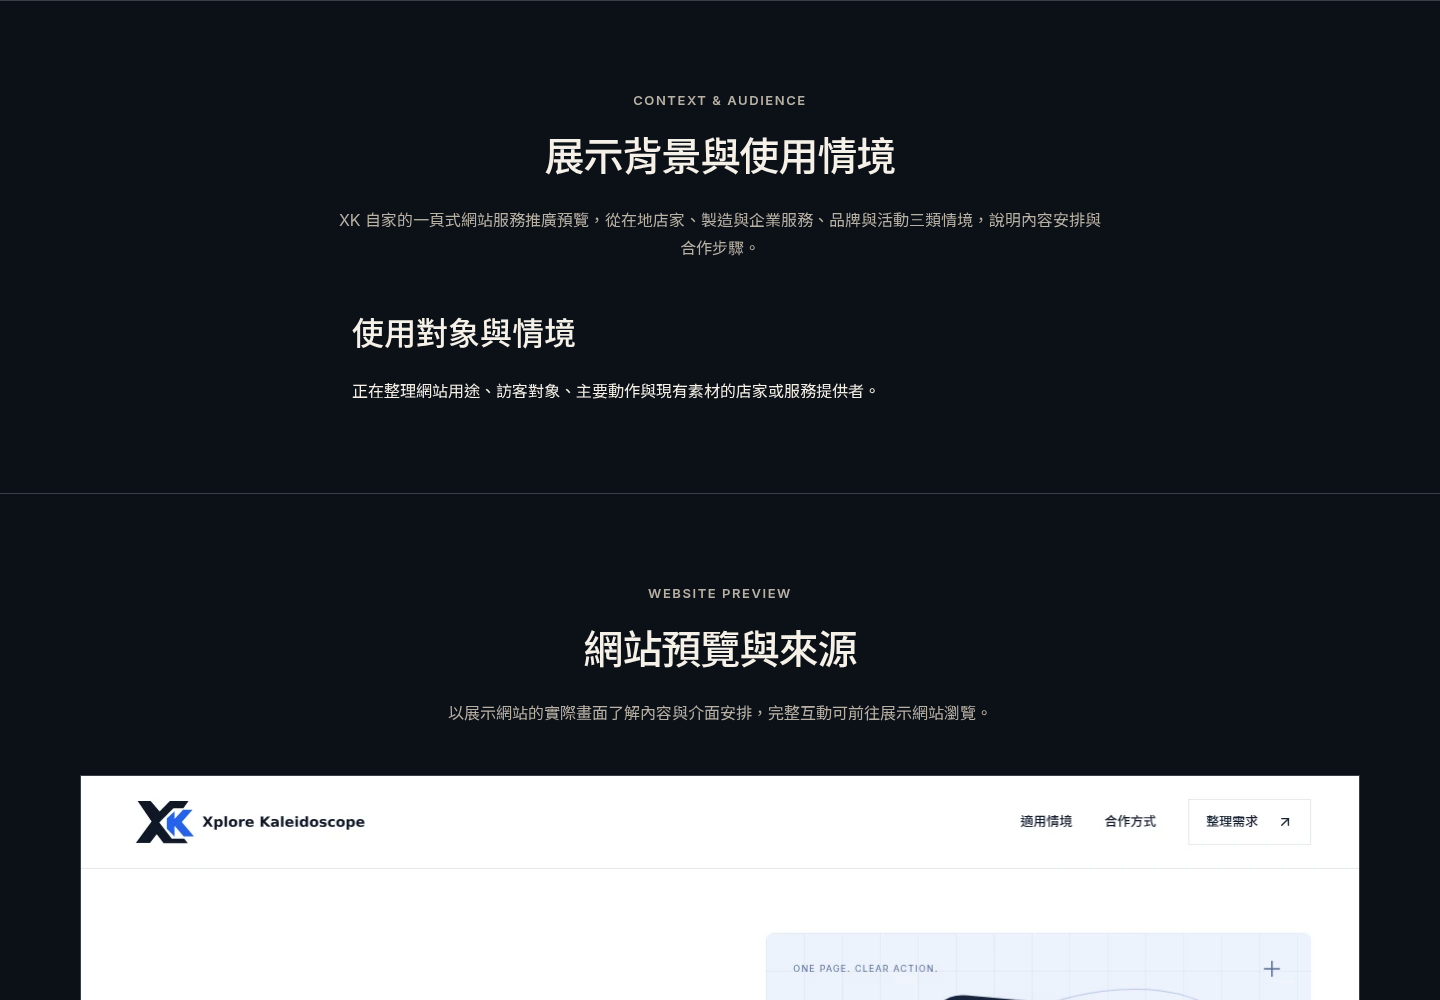 CONTEXT & AUDIENCE
展示背景與使用情境
XK 自家的一頁式網站服務推廣預覽，從在地店家、製造與企業服務、品牌與活動三類情境，說明內容安排與
合作步驟。
使用對象與情境
正在整理網站用途、訪客對象、主要動作與現有素材的店家或服務提供者。
WEBSITE PREVIEW
網站預覽與來源
以展示網站的實際畫面了解內容與介面安排，完整互動可前往展示網站瀏覽。
XK Xplore Kaleidoscope 適用情境 合作方式 整理需求
ONE PAGE. CLEAR ACTION.